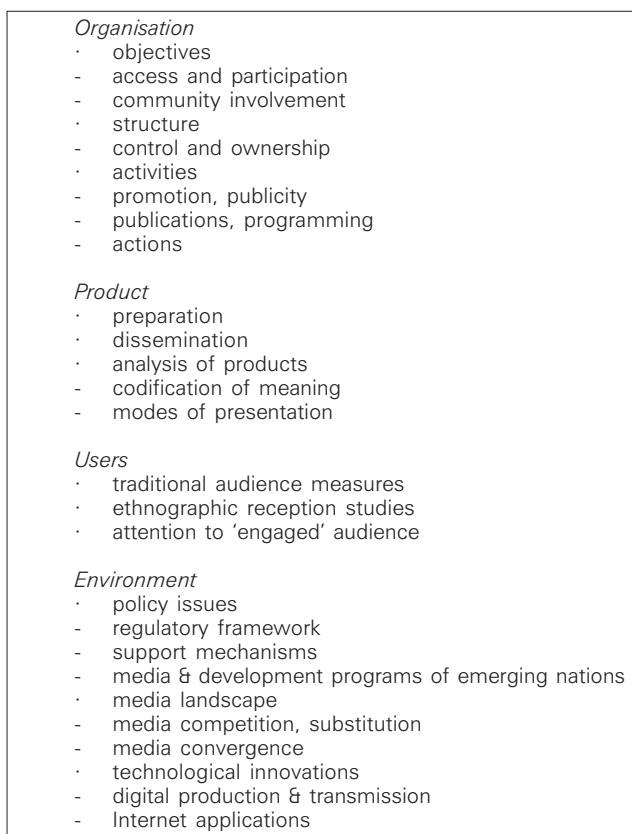 Organisation
· objectives
- access and participation
- community involvement
· structure
- control and ownership
· activities
- promotion, publicity
- publications, programming
- actions
Product
· preparation
· dissemination
· analysis of products
- codification of meaning
- modes of presentation
Users
· traditional audience measures
· ethnographic reception studies
· attention to ‘engaged’ audience
Environment
· policy issues
- regulatory framework
- support mechanisms
- media & development programs of emerging nations
· media landscape
- media competition, substitution
- media convergence
· technological innovations
- digital production & transmission
- Internet applications